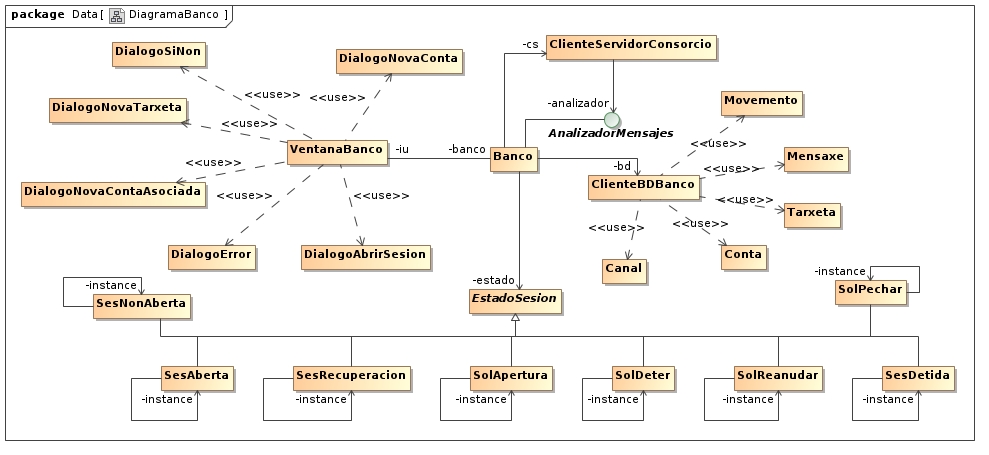 package Data [ DiagramaBanco ]
DialogoSiNon
DialogoNovaConta
-cs
ClienteServidorConsorcio
DialogoNovaTarxeta
<<use>>
<<use>>
<<use>>
-analizador
AnalizadorMensajes
Movemento
VentanaBanco
-iu
-banco
Banco
<<use>>
Mensaxe
<<use>>
-bd
<<use>>
DialogoNovaContaAsociada
ClienteBDBanco
<<use>>
<<use>>
<<use>>
Tarxeta
<<use>>
<<use>>
DialogoError
DialogoAbrirSesion
Canal
Conta
-instance
SesNonAberta
-estado
EstadoSesion
-instance
SolPechar
SesAberta
SesRecuperacion
SolApertura
SolDeter
SolReanudar
SesDetida
-instance
-instance
-instance
-instance
-instance
-instance